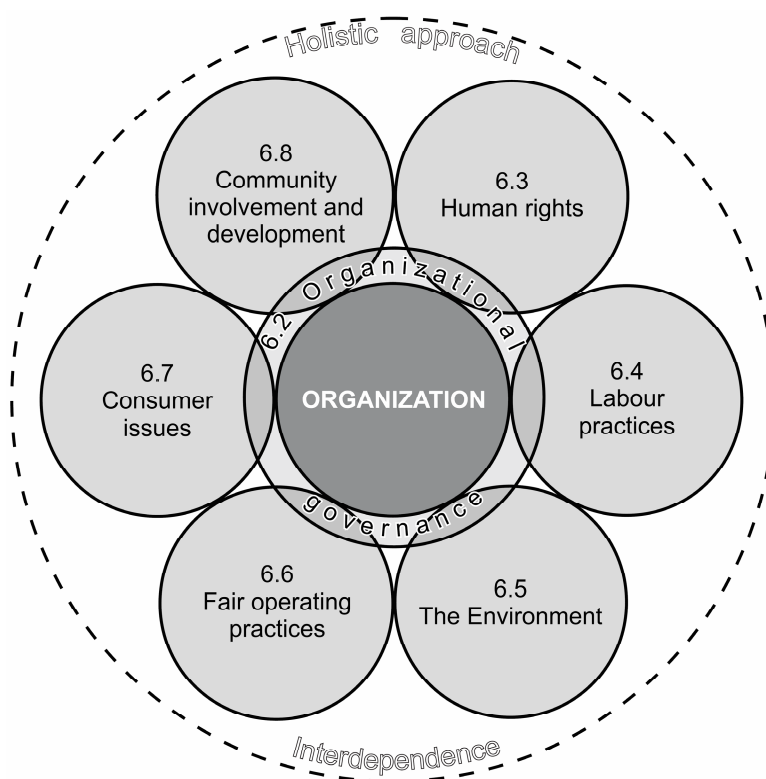 Holistic approach
6.8
Community
involvement and
development
6.3
Human rights
6.2 Organizational
6.7
Consumer
issues
ORGANIZATION
6.4
Labour
practices
governance
6.6
Fair operating
practices
6.5
The Environment
Interdependence